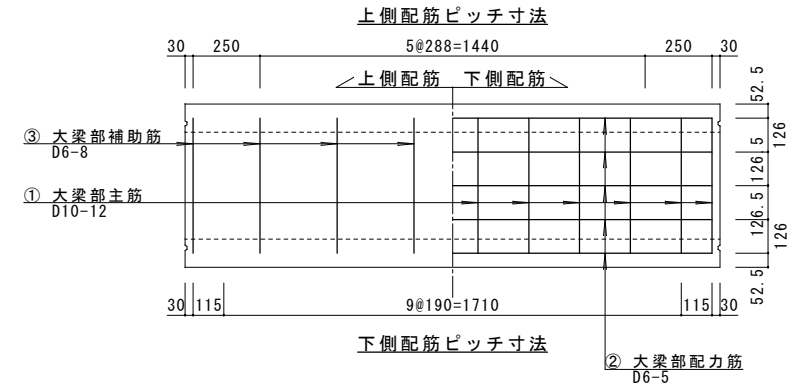 上側配筋ピッチ寸法
30 250 5@288=1440 250 30
上側配筋 下側配筋
③ 大梁部補助筋
D6-8
① 大梁部主筋
D10-12
52.5
126
126.5
126.5
126
52.5
30 115 9@190=1710 115 30
下側配筋ピッチ寸法
② 大梁部配力筋
D6-5